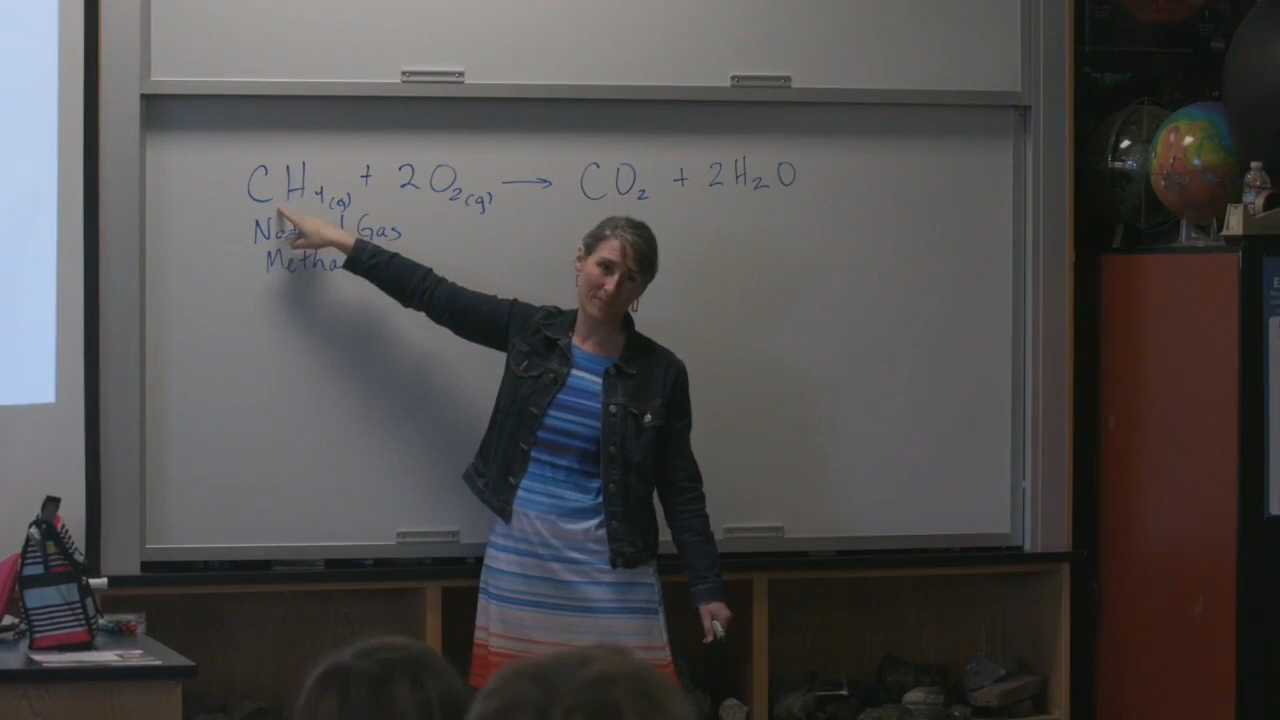 CH₄(g) + 2O₂(g) → CO₂ + 2H₂O
Gas